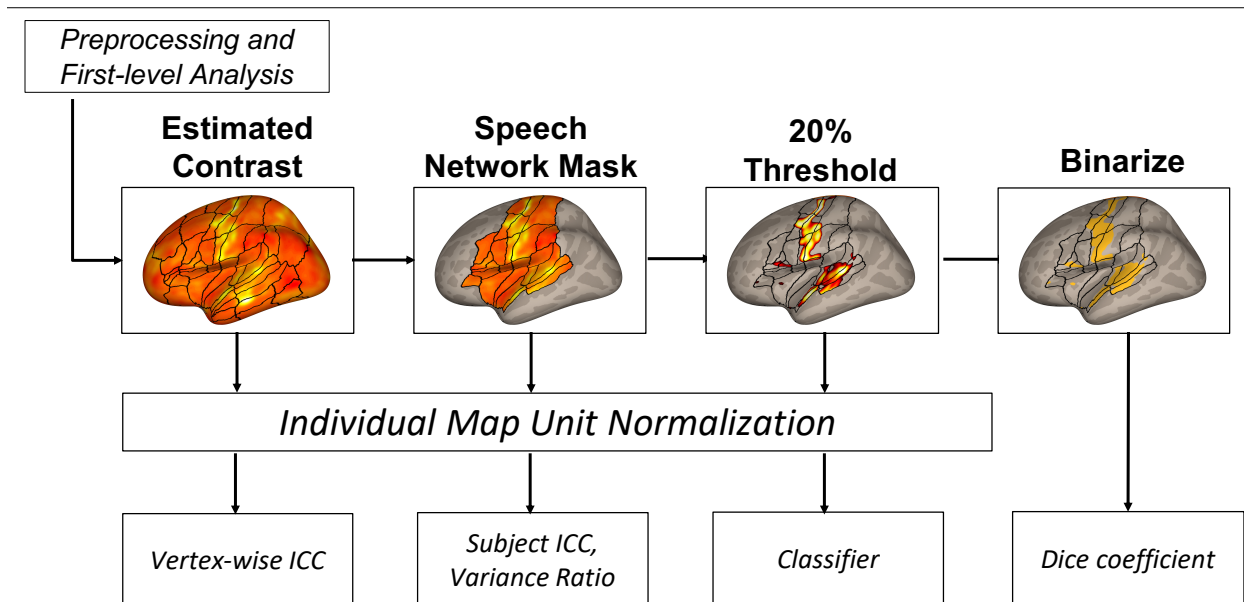 Preprocessing and
First-level Analysis
Estimated
Contrast
Speech
Network Mask
20%
Threshold
Binarize
Individual Map Unit Normalization
Vertex-wise ICC
Subject ICC,
Variance Ratio
Classifier
Dice coefficient